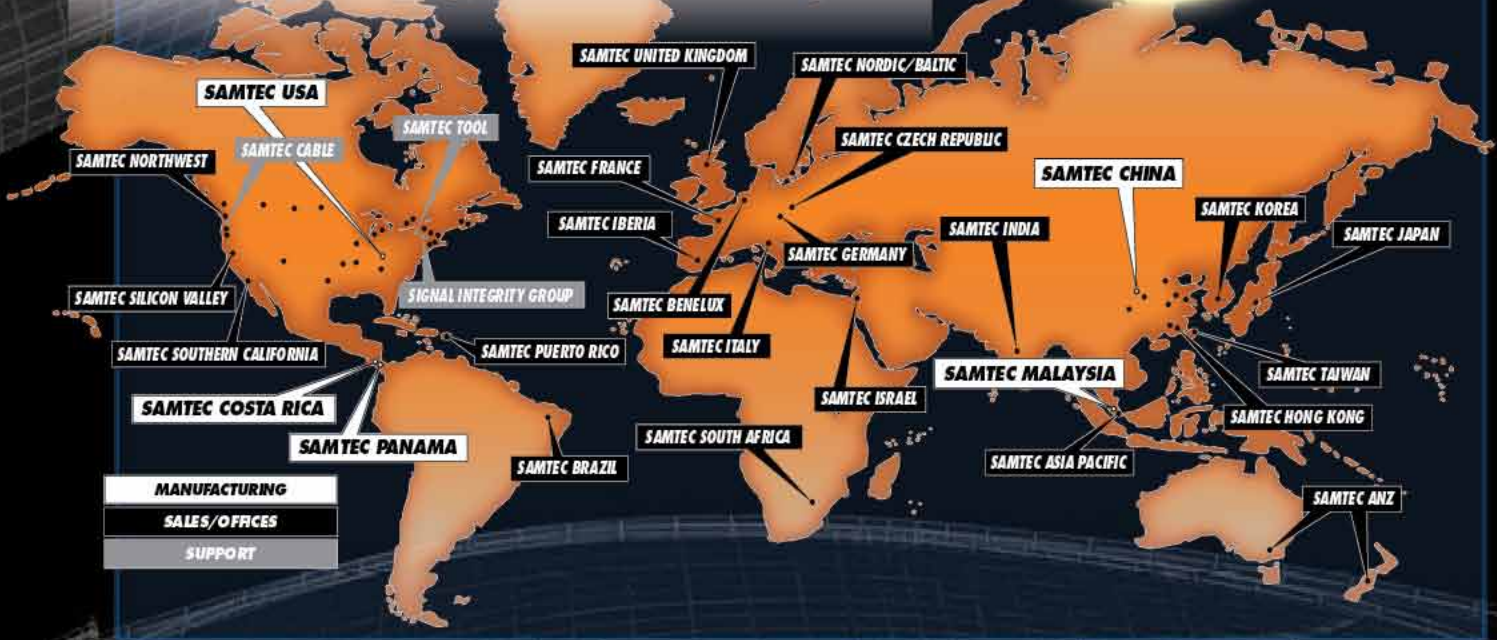 SAMTEC UNITED KINGDOM
SAMTEC NORDIC/BALTIC
SAMTEC USA
SAMTEC TOOL
SAMTEC CABLE
SAMTEC NORTHWEST
SAMTEC CZECH REPUBLIC
SAMTEC FRANCE
SAMTEC CHINA
SAMTEC KOREA
SAMTEC IBERIA
SAMTEC INDIA
SAMTEC JAPAN
SAMTEC GERMANY
SAMTEC SILICON VALLEY
SIGNAL INTEGRITY GROUP
SAMTEC BENELUX
SAMTEC ITALY
SAMTEC SOUTHERN CALIFORNIA
SAMTEC PUERTO RICO
SAMTEC MALAYSIA
SAMTEC TAIWAN
SAMTEC COSTA RICA
SAMTEC ISRAEL
SAMTEC HONG KONG
SAMTEC PANAMA
SAMTEC SOUTH AFRICA
SAMTEC BRAZIL
SAMTEC ASIA PACIFIC
SAMTEC ANZ
MANUFACTURING
SALES/OFFICES
SUPPORT